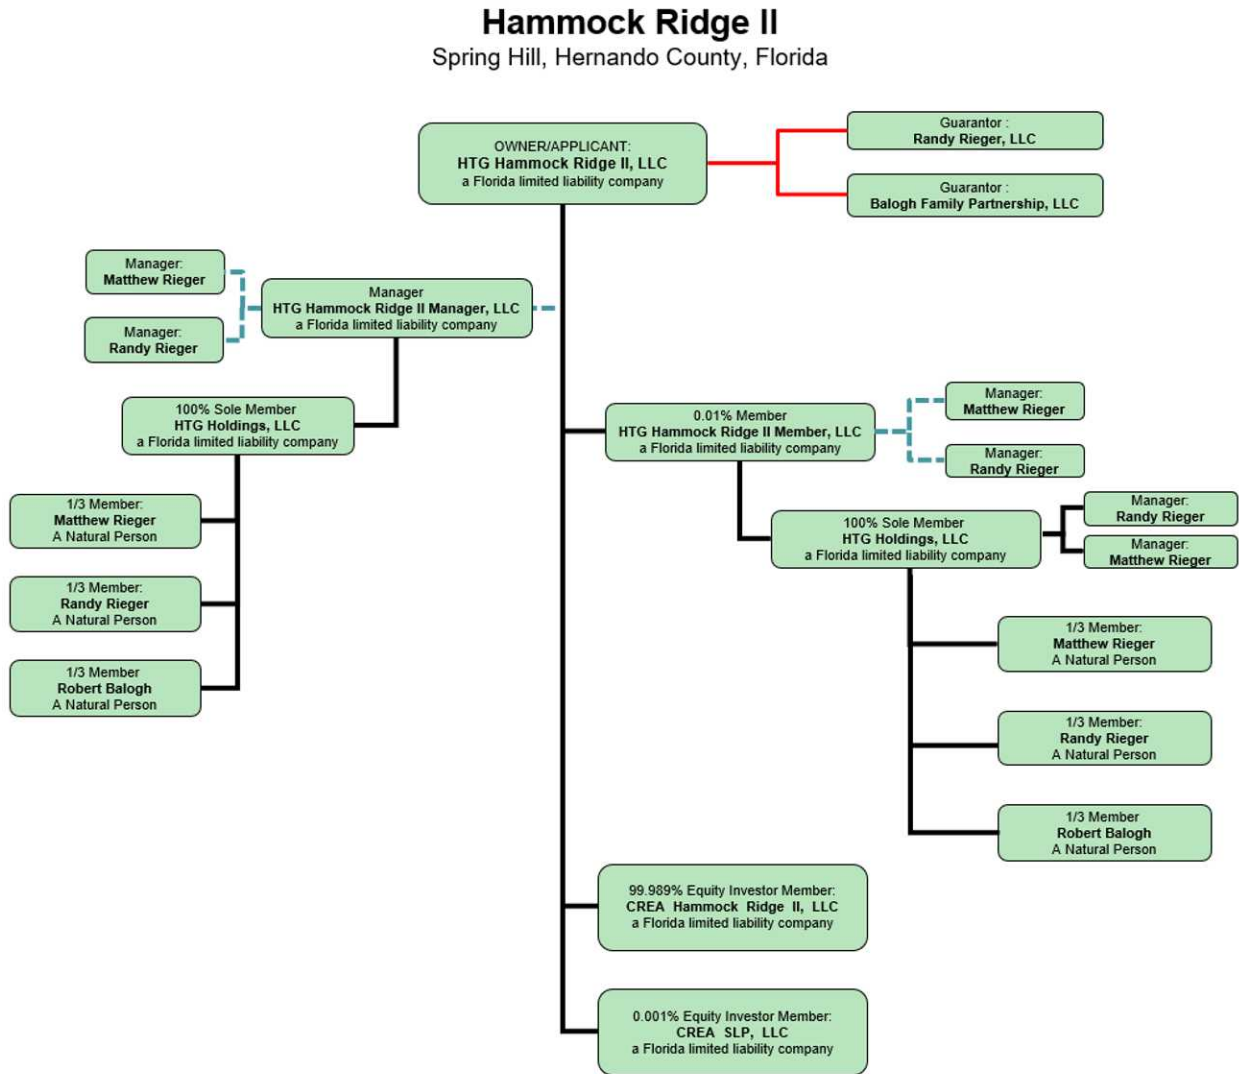 Hammock Ridge II
Spring Hill, Hernando County, Florida
OWNER/APPLICANT:
HTG Hammock Ridge II, LLC
a Florida limited liability company
Guarantor :
Randy Rieger, LLC
Guarantor :
Balogh Family Partnership, LLC
Manager:
Matthew Rieger
Manager:
Randy Rieger
Manager
HTG Hammock Ridge II Manager, LLC
a Florida limited liability company
100% Sole Member
HTG Holdings, LLC
a Florida limited liability company
1/3 Member:
Matthew Rieger
A Natural Person
1/3 Member:
Randy Rieger
A Natural Person
1/3 Member
Robert Balogh
A Natural Person
0.01% Member
HTG Hammock Ridge II Member, LLC
a Florida limited liability company
Manager:
Matthew Rieger
Manager:
Randy Rieger
100% Sole Member
HTG Holdings, LLC
a Florida limited liability company
Manager:
Randy Rieger
Manager:
Matthew Rieger
1/3 Member:
Matthew Rieger
A Natural Person
1/3 Member:
Randy Rieger
A Natural Person
1/3 Member
Robert Balogh
A Natural Person
99.989% Equity Investor Member:
CREA Hammock Ridge II, LLC
a Florida limited liability company
0.001% Equity Investor Member:
CREA SLP, LLC
a Florida limited liability company